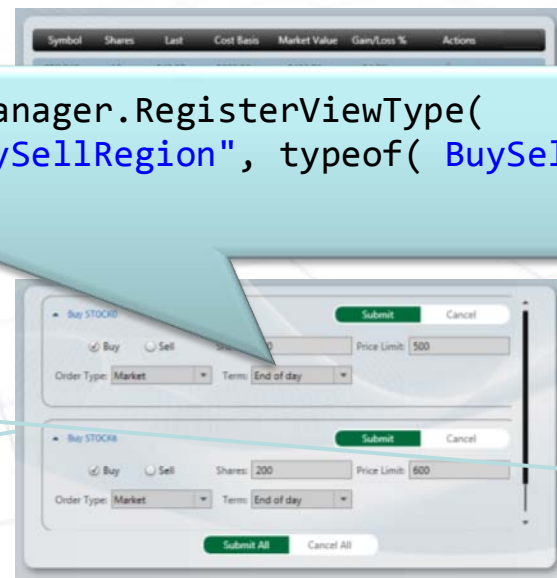 Symbol Shares Last Cost Basis Market Value Gain/Loss % Actions
anager.RegisterViewType(
ySellRegion", typeof( BuySel
Buy STOCK0 Submit Cancel
Buy Sell Price Limit: 500
Order Type: Market Term: End of day
Buy STOCK8 Submit Cancel
Buy Sell Shares: 200 Price Limit: 600
Order Type: Market Term: End of day
Submit All Cancel All